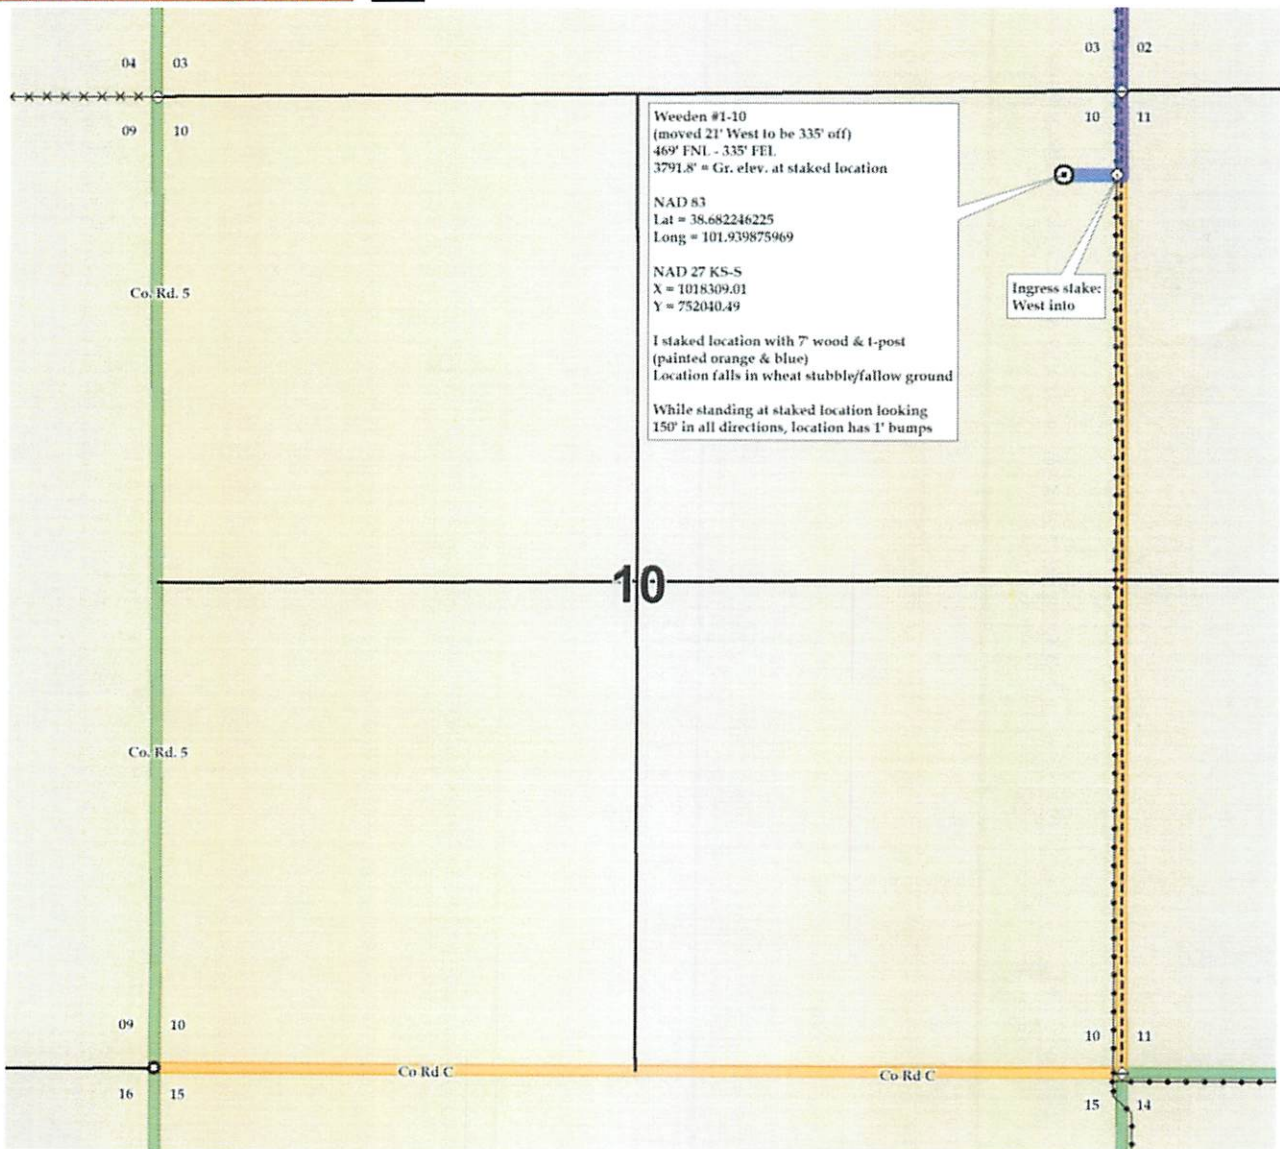 04 03
03 02
09 10
10 11
Weeden #1-10
(moved 21' West to be 335' off)
469' FNL - 335' FEL
3791.8' = Gr. elev. at staked location
NAD 83
Lat = 38.682246225
Long = 101.939875969
NAD 27 KS-S
X = 1018309.01
Y = 752040.49
I staked location with 7' wood & t-post
(painted orange & blue)
Location falls in wheat stubble/fallow ground
While standing at staked location looking
150' in all directions, location has 1' bumps
Ingress stake:
West into
Co. Rd. 5
10
Co. Rd. 5
09 10
10 11
Co Rd C
Co Rd C
16 15
15 14